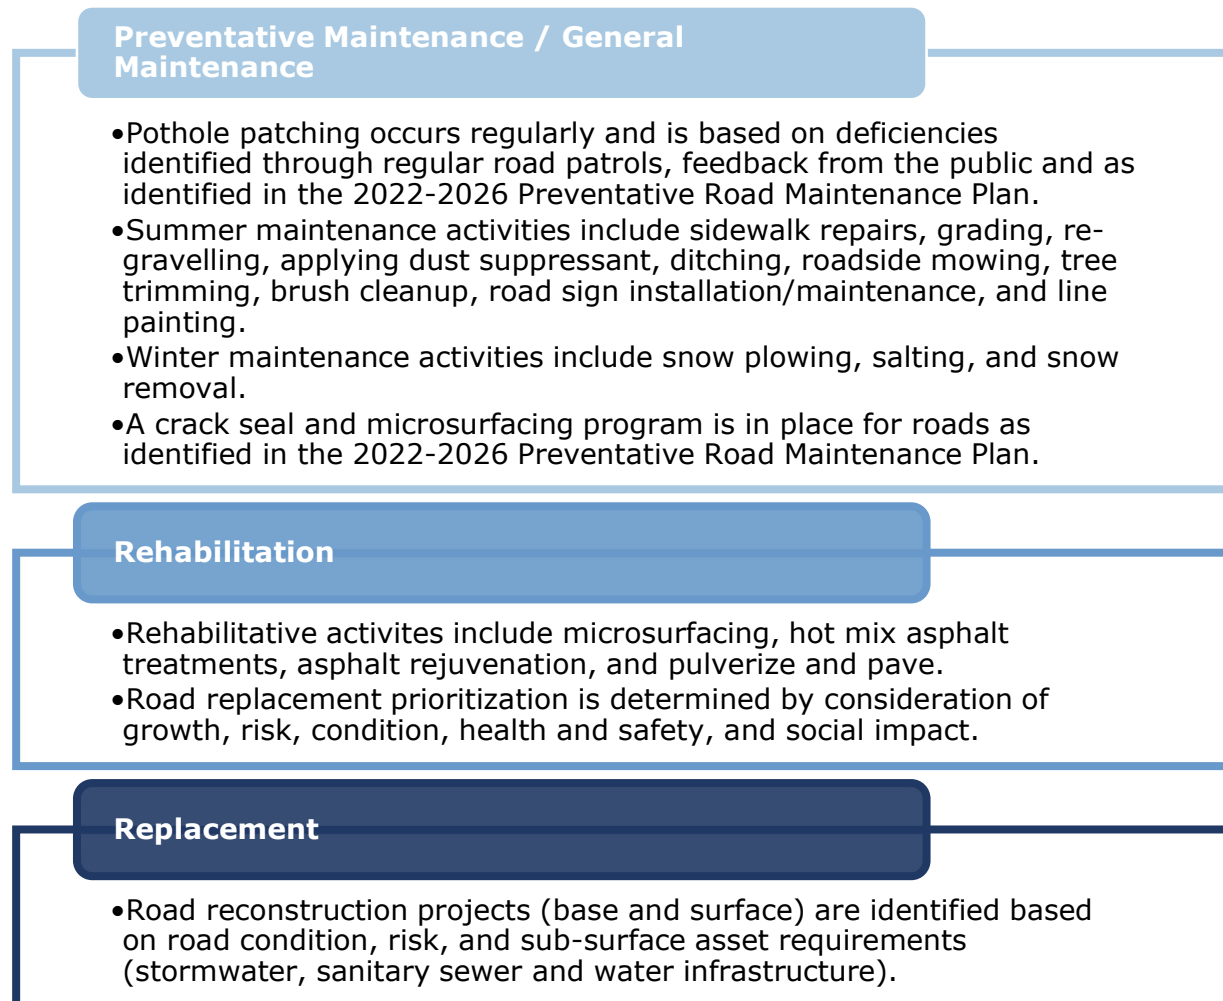 Preventative Maintenance / General
Maintenance
•Pothole patching occurs regularly and is based on deficiencies
identified through regular road patrols, feedback from the public and as
identified in the 2022-2026 Preventative Road Maintenance Plan.
•Summer maintenance activities include sidewalk repairs, grading, re-
gravelling, applying dust suppressant, ditching, roadside mowing, tree
trimming, brush cleanup, road sign installation/maintenance, and line
painting.
•Winter maintenance activities include snow plowing, salting, and snow
removal.
•A crack seal and microsurfacing program is in place for roads as
identified in the 2022-2026 Preventative Road Maintenance Plan.
Rehabilitation
•Rehabilitative activites include microsurfacing, hot mix asphalt
treatments, asphalt rejuvenation, and pulverize and pave.
•Road replacement prioritization is determined by consideration of
growth, risk, condition, health and safety, and social impact.
Replacement
•Road reconstruction projects (base and surface) are identified based
on road condition, risk, and sub-surface asset requirements
(stormwater, sanitary sewer and water infrastructure).